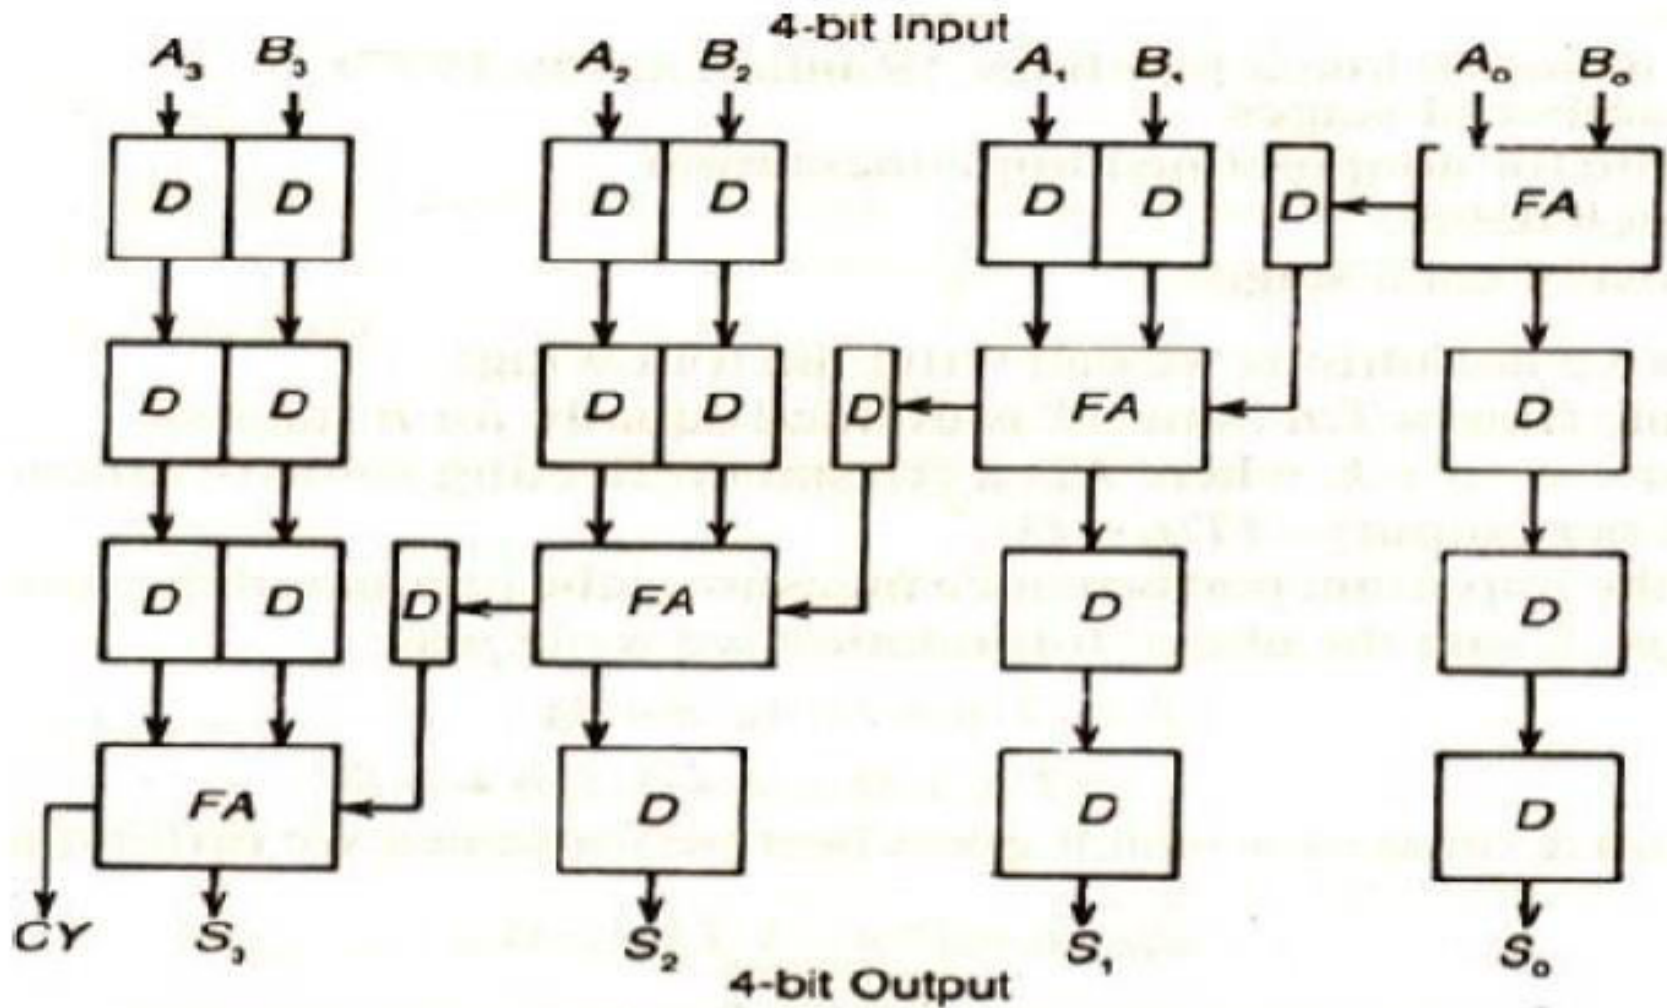 4-bit Input
A₃ B₃ A₂ B₂ A₁ B₁ A₀ B₀
D D D D D D D FA
D D D D D FA D
D D D FA D D
FA D D D
CY S₃ S₂ S₁ S₀
4-bit Output